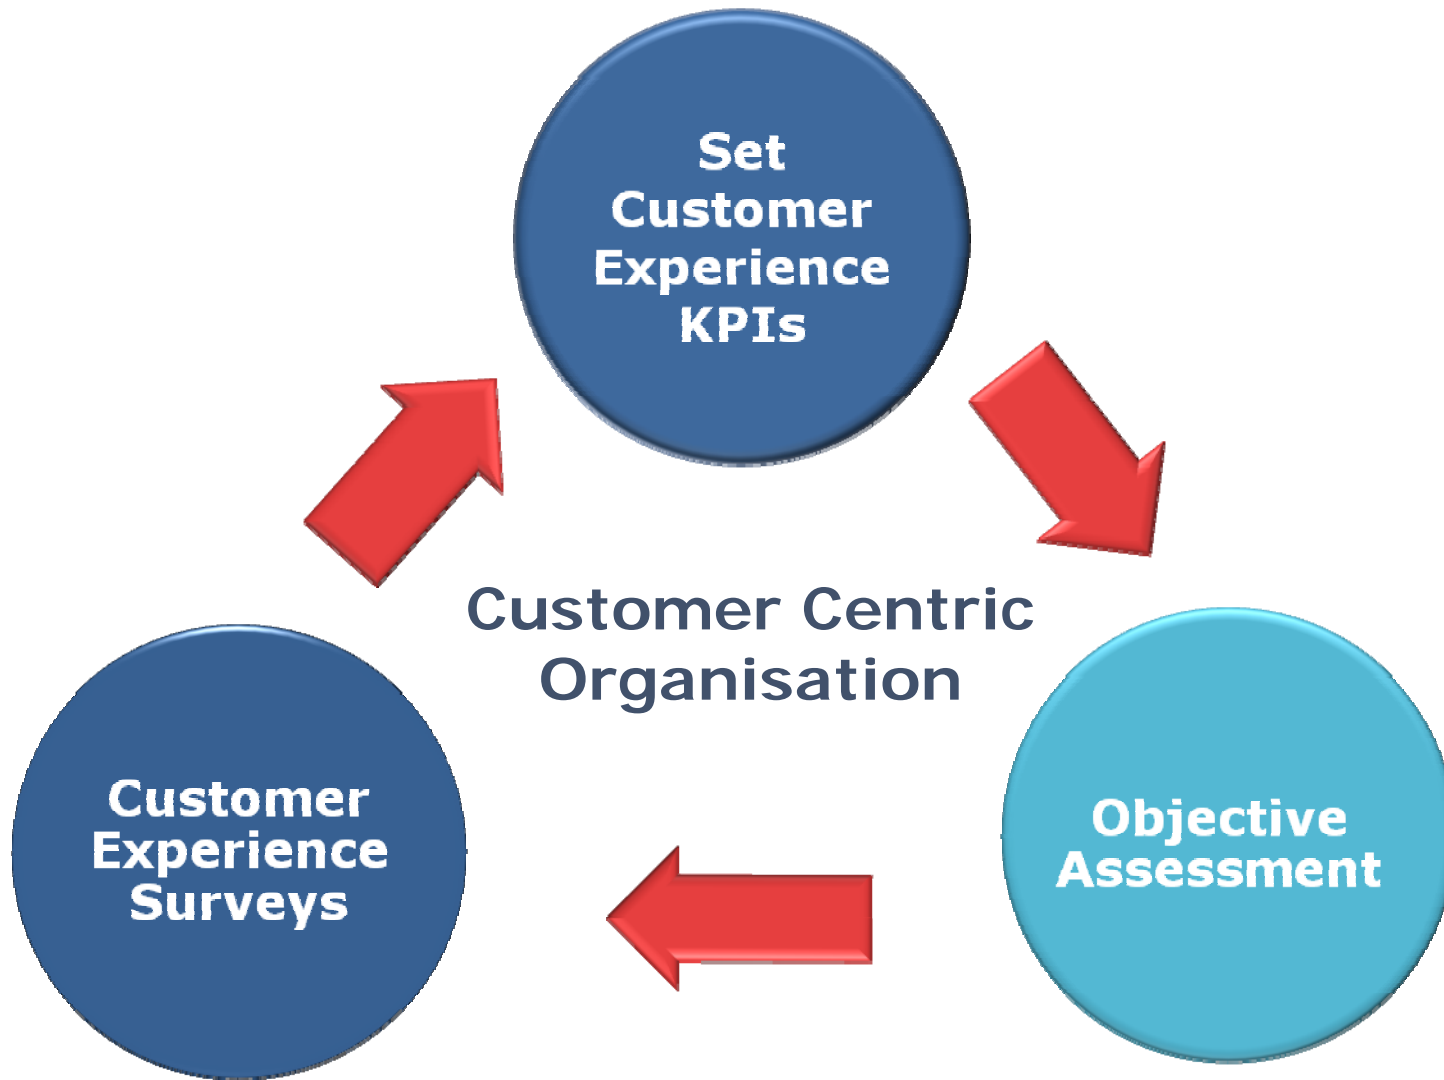 Set
Customer
Experience
KPIs
Customer Centric
Organisation
Objective
Assessment
Customer
Experience
Surveys